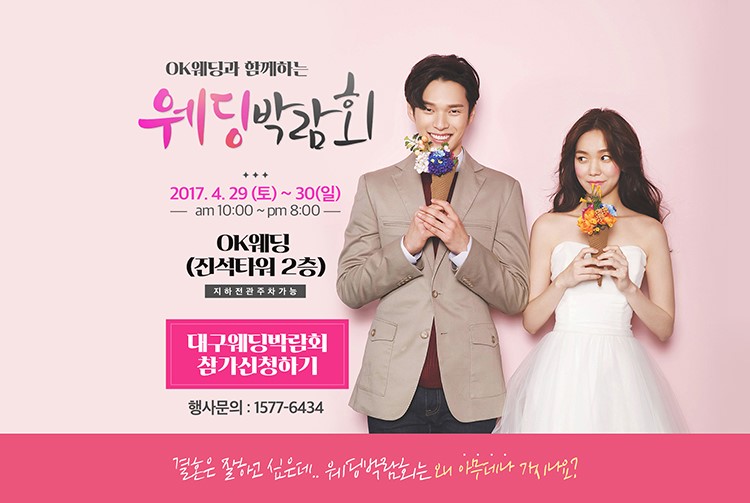 OK웨딩과 함께하는
웨딩박람회
2017. 4. 29 (토) ~ 30(일)
am 10:00 ~ pm 8:00
OK웨딩
(진석타워 2층)
지하전관주차가능
대구웨딩박람회
참가신청하기
행사문의 : 1577-6434
결혼은 잘하고 싶은데.. 웨딩박람회는 왜 아무데나 가시나요?